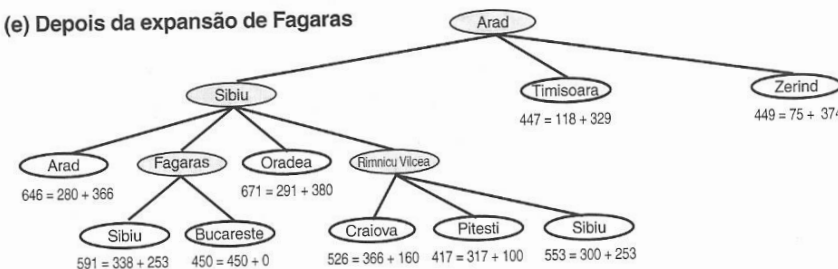 (e) Depois da expansão de Fagaras
Arad
Sibiu
Timisoara
Zerind
447 = 118 + 329
449 = 75 + 374
Arad
Fagaras
Oradea
Rimnicu Vilcea
646 = 280 + 366
671 = 291 + 380
Sibiu
Bucareste
Craiova
Pitesti
Sibiu
591 = 338 + 253
450 = 450 + 0
526 = 366 + 160
417 = 317 + 100
553 = 300 + 253